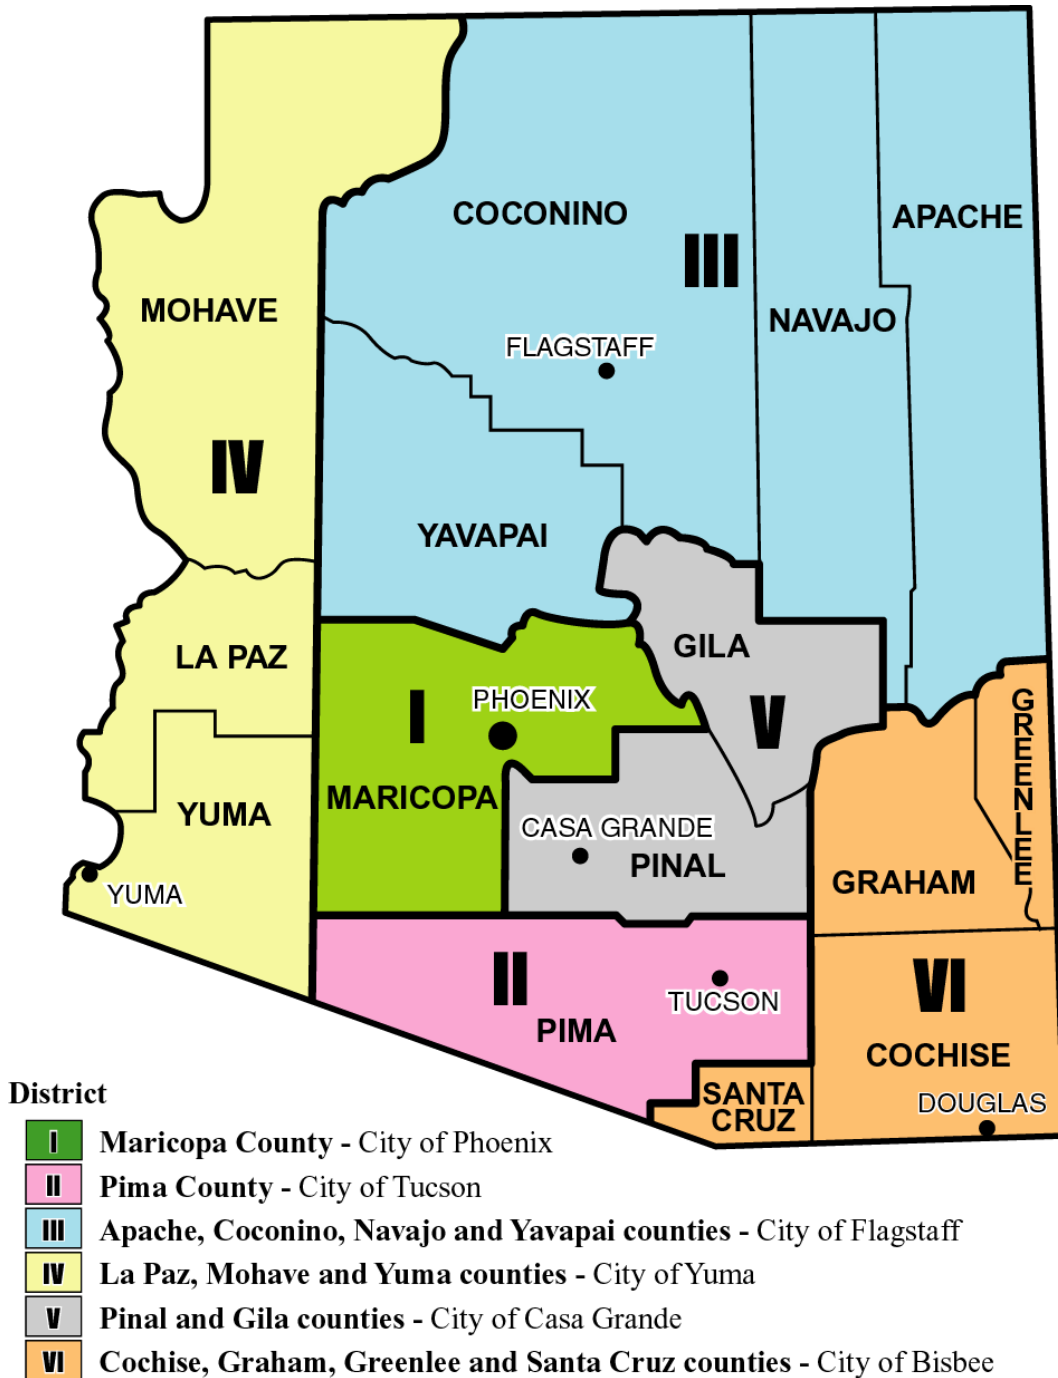 COCONINO
APACHE
III
MOHAVE
NAVAJO
FLAGSTAFF
IV
YAVAPAI
GILA
LA PAZ
PHOENIX
I
V
GREENLEE
MARICOPA
YUMA
CASA GRANDE
PINAL
GRAHAM
YUMA
II
TUCSON
PIMA
VI
COCHISE
SANTA
CRUZ
DOUGLAS
District
I Maricopa County - City of Phoenix
II Pima County - City of Tucson
III Apache, Coconino, Navajo and Yavapai counties - City of Flagstaff
IV La Paz, Mohave and Yuma counties - City of Yuma
V Pinal and Gila counties - City of Casa Grande
VI Cochise, Graham, Greenlee and Santa Cruz counties - City of Bisbee